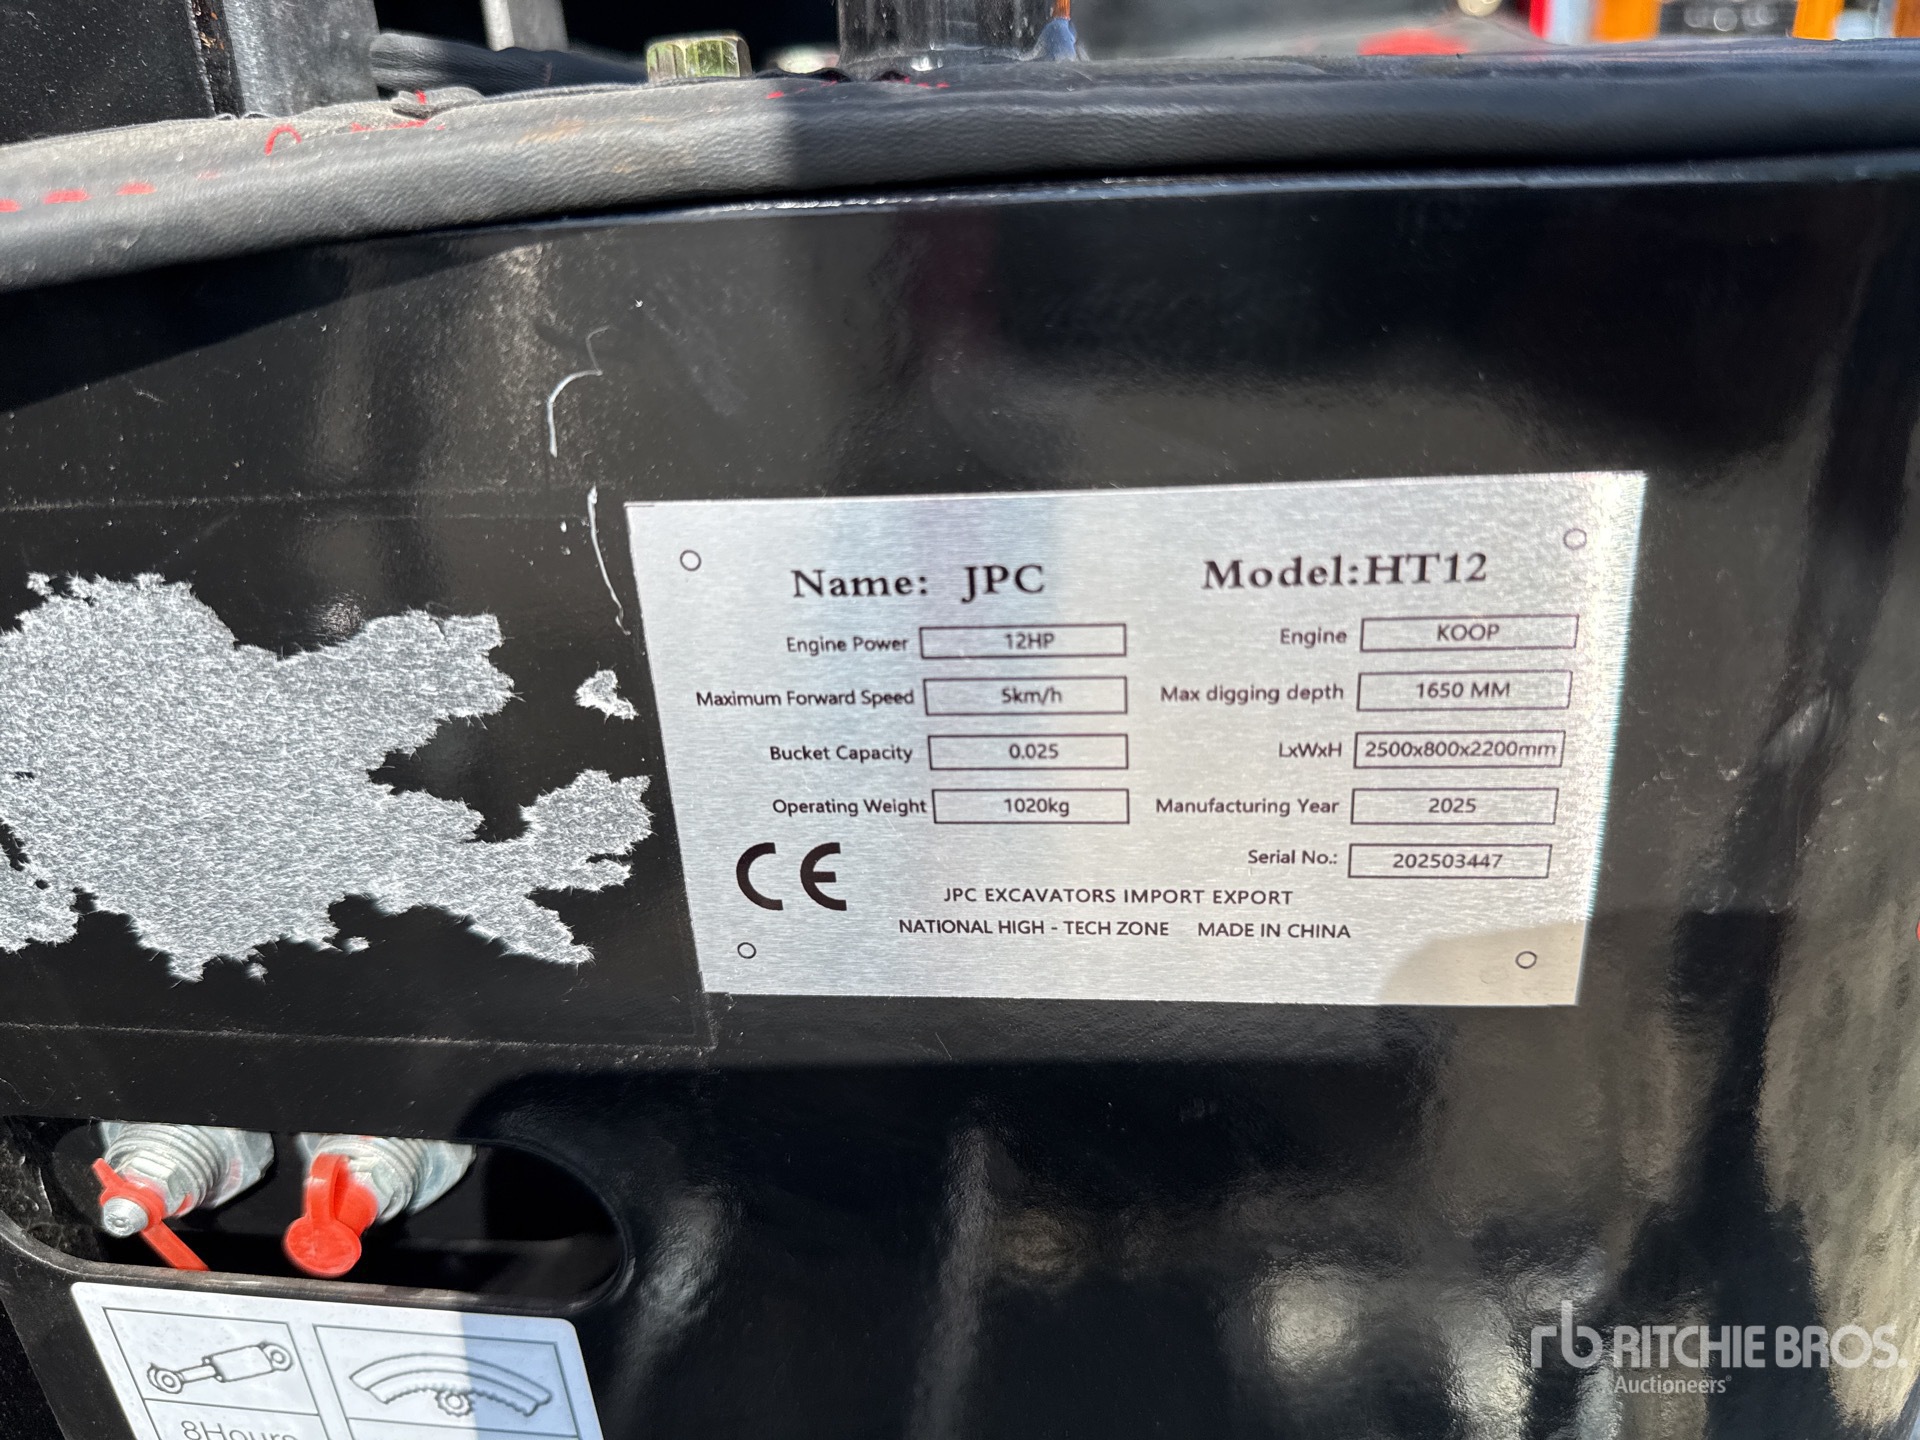 Name: JPC Model:HT12
Engine Power 12HP Engine KOOP
Maximum Forward Speed 5km/h Max digging depth 1650 MM
Bucket Capacity 0.025 LxWxH 2500x800x2200mm
Operating Weight 1020kg Manufacturing Year 2025
Serial No.: 202503447
CE
JPC EXCAVATORS IMPORT EXPORT
NATIONAL HIGH - TECH ZONE MADE IN CHINA
8Hours
rb RITCHIE BROS.
Auctioneers